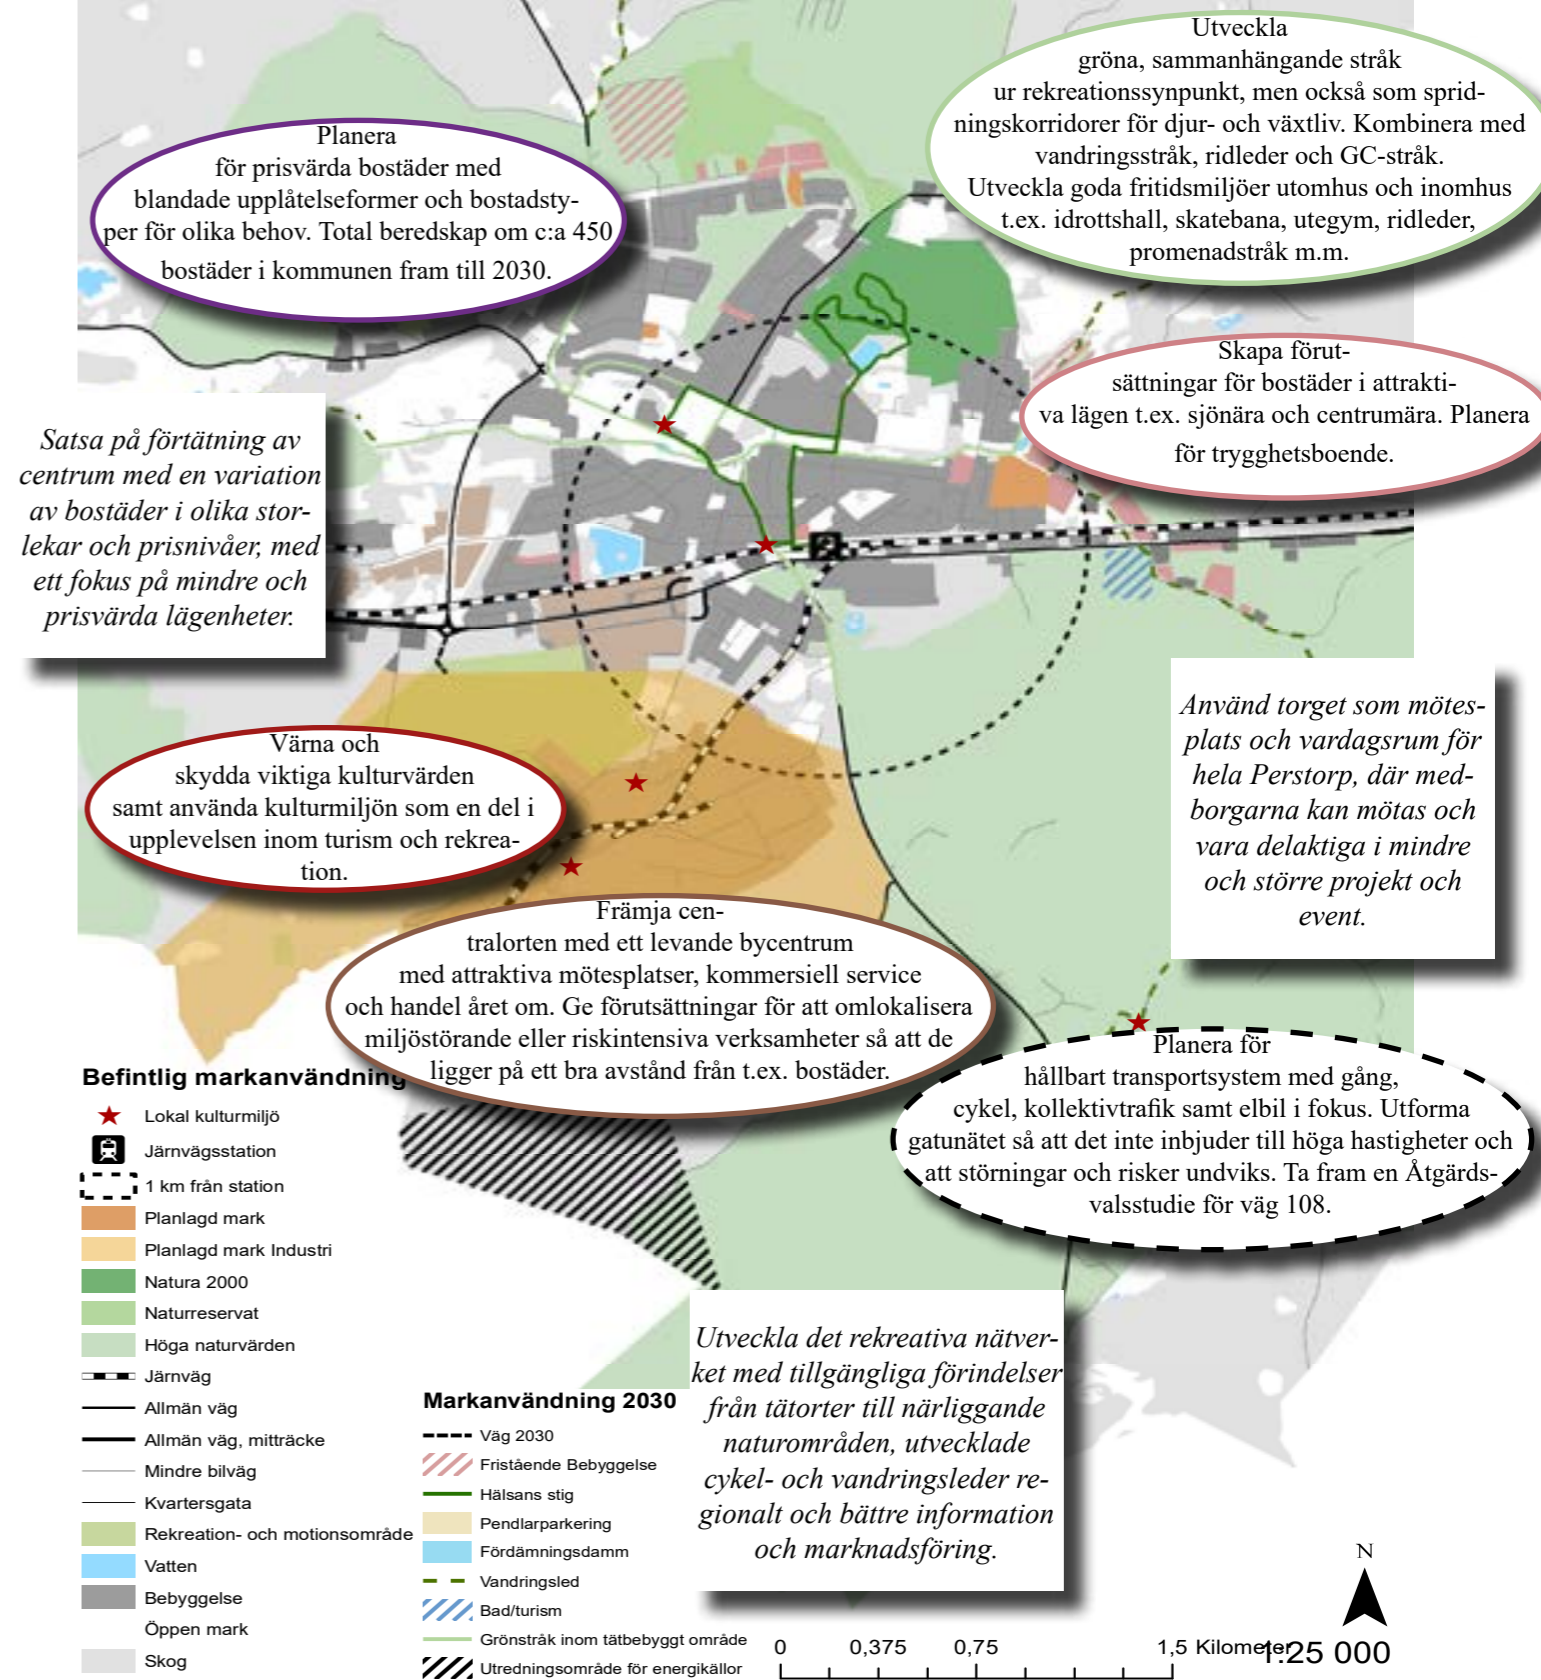 Utveckla
gröna, sammanhängande stråk
ur rekreationssynpunkt, men också som sprid-
ningskorridorer för djur- och växtliv. Kombinera med
vandringsstråk, ridleder och GC-stråk.
Utveckla goda fritidsmiljöer utomhus och inomhus
t.ex. idrottshall, skatebana, utegym, ridleder,
promenadstråk m.m.
Planera
för prisvärda bostäder med
blandade upplåtelseformer och bostadsty-
per för olika behov. Total beredskap om c:a 450
bostäder i kommunen fram till 2030.
Skapa förut-
sättningar för bostäder i attrakti-
va lägen t.ex. sjönära och centrumära. Planera
för trygghetsboende.
Satsa på förtätning av
centrum med en variation
av bostäder i olika stor-
lekar och prisnivåer, med
ett fokus på mindre och
prisvärda lägenheter.
Använd torget som mötes-
plats och vardagsrum för
hela Perstorp, där med-
borgarna kan mötas och
vara delaktiga i mindre
och större projekt och
event.
Värna och
skydda viktiga kulturvärden
samt använda kulturmiljön som en del i
upplevelsen inom turism och rekrea-
tion.
Främja cen-
tralorten med ett levande bycentrum
med attraktiva mötesplatser, kommersiell service
och handel året om. Ge förutsättningar för att omlokalisera
miljöstörande eller riskintensiva verksamheter så att de
ligger på ett bra avstånd från t.ex. bostäder.
Planera för
hållbart transportsystem med gång,
cykel, kollektivtrafik samt elbil i fokus. Utforma
gatunätet så att det inte inbjuder till höga hastigheter och
att störningar och risker undviks. Ta fram en Åtgärds-
valsstudie för väg 108.
Utveckla det rekreativa nätver-
ket med tillgängliga förindelser
från tätorter till närliggande
naturområden, utvecklade
cykel- och vandringsleder re-
gionalt och bättre information
och marknadsföring.
Befintlig markanvändning
Lokal kulturmiljö
Järnvägsstation
1 km från station
Planlagd mark
Planlagd mark Industri
Natura 2000
Naturreservat
Höga naturvärden
Järnväg
Allmän väg
Allmän väg, mitträcke
Mindre bilväg
Kvartersgata
Rekreation- och motionsområde
Vatten
Bebyggelse
Öppen mark
Skog
Markanvändning 2030
Väg 2030
Fristående Bebyggelse
Hälsans stig
Pendlarparkering
Fördämningsdamm
Vandringsled
Bad/turism
Grönstråk inom tätbebyggt område
Utredningsområde för energikällor
N
0 0,375 0,75 1,5 Kilometer
1:25 000